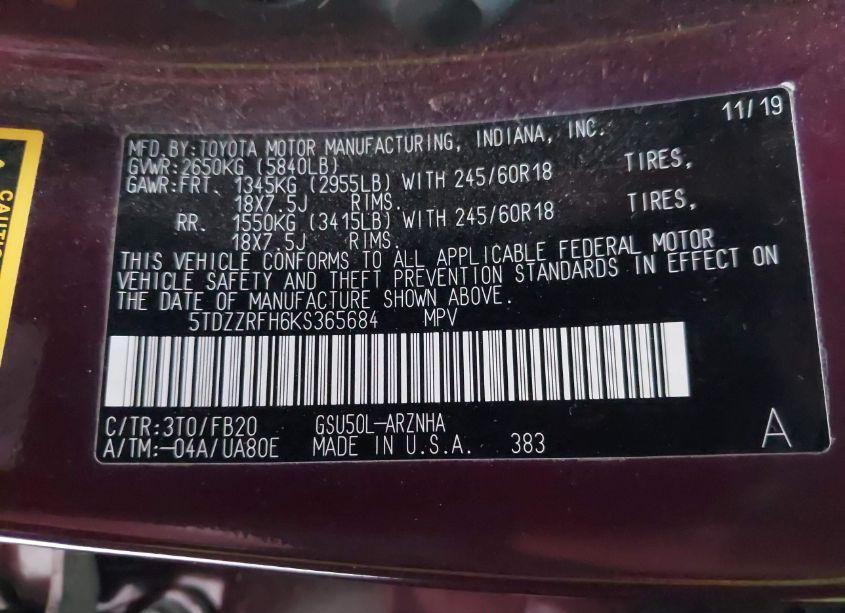 11/19
MFD. BY:TOYOTA MOTOR MANUFACTURING, INDIANA, INC.
GVWR:2650KG (5840LB)
GAWR:FRT. 1345KG (2955LB) WITH 245/60R18 TIRES,
18X7.5J RIMS.
RR. 1550KG (3415LB) WITH 245/60R18 TIRES,
18X7.5J RIMS.
THIS VEHICLE CONFORMS TO ALL APPLICABLE FEDERAL MOTOR
VEHICLE SAFETY AND THEFT PREVENTION STANDARDS IN EFFECT ON
THE DATE OF MANUFACTURE SHOWN ABOVE.
5TDZZRFH6KS365684 MPV
C/TR:3T0/FB20 GSU50L-ARZNHA
A/TM:-04A/UA80E MADE IN U.S.A. 383 A